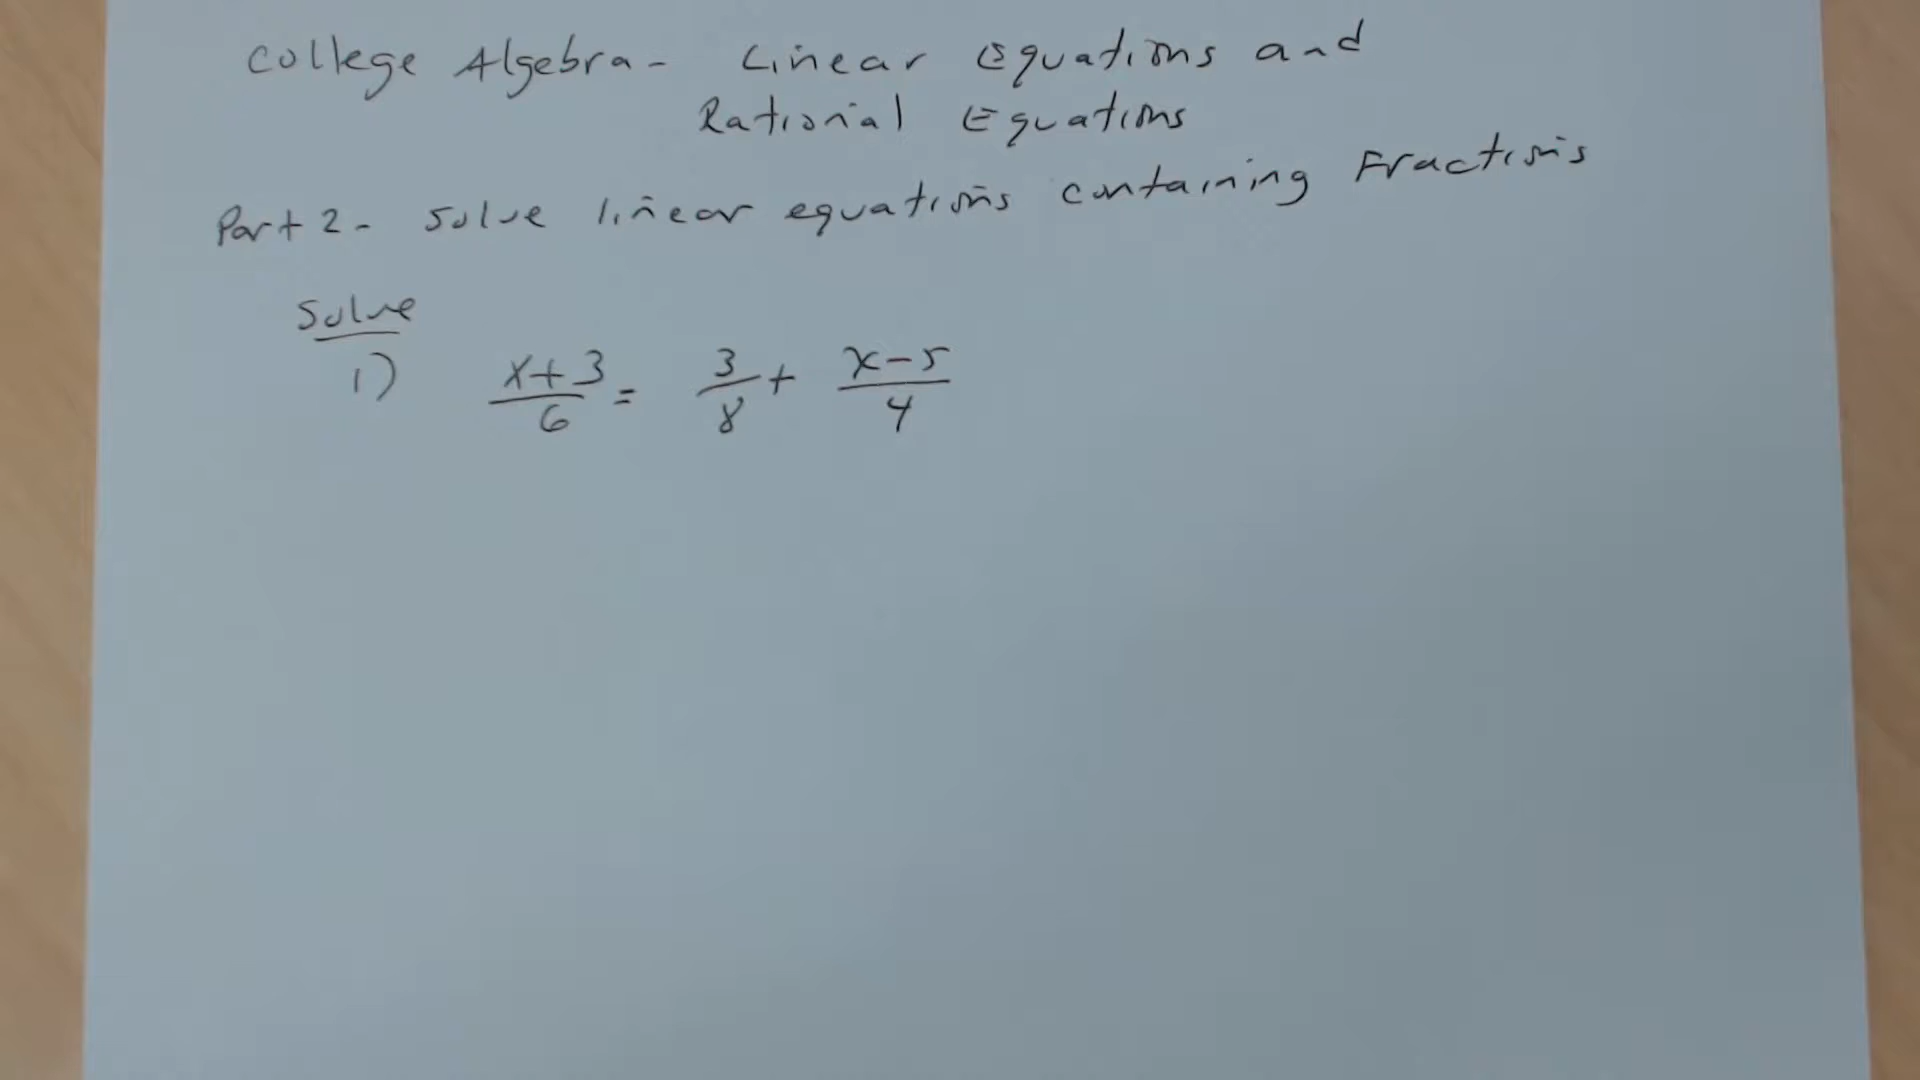 College Algebra - Linear Equations and
Rational Equations
Part 2 - Solve linear equations containing Fractions
Solve
1) x+3/6 = 3/8 + x-5/4